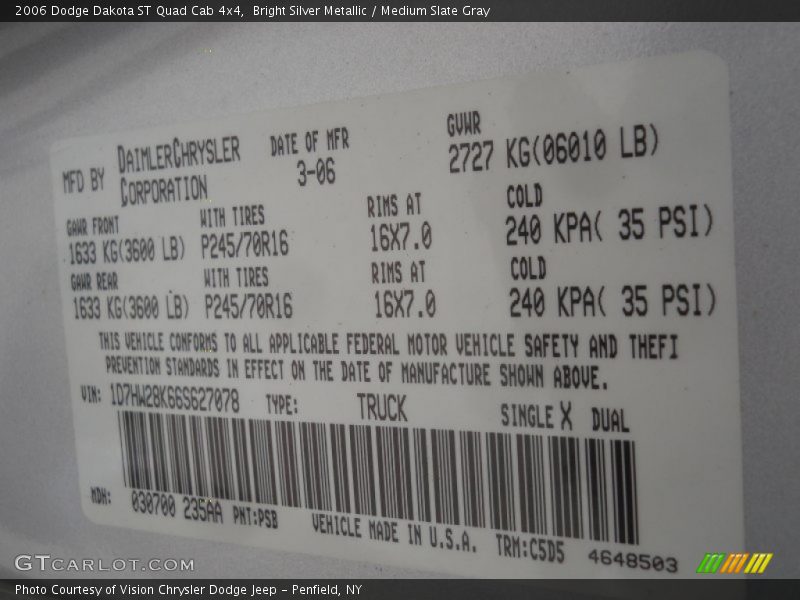 2006 Dodge Dakota ST Quad Cab 4x4,  Bright Silver Metallic / Medium Slate Gray
MFD BY DAIMLERCHRYSLER CORPORATION
DATE OF MFR 3-06
GVWR 2727 KG(06010 LB)
GAWR FRONT WITH TIRES RIMS AT COLD
1633 KG(3600 LB) P245/70R16 16X7.0 240 KPA( 35 PSI)
GAWR REAR WITH TIRES RIMS AT COLD
1633 KG(3600 LB) P245/70R16 16X7.0 240 KPA( 35 PSI)
THIS VEHICLE CONFORMS TO ALL APPLICABLE FEDERAL MOTOR VEHICLE SAFETY AND THEFT
PREVENTION STANDARDS IN EFFECT ON THE DATE OF MANUFACTURE SHOWN ABOVE.
VIN: 1D7HW28K66S627078 TYPE: TRUCK SINGLE X DUAL
MDH: 030700 235AA PNT:PSB VEHICLE MADE IN U.S.A. TRM:C5D5 4648503
GTCARLOT.COM
Photo Courtesy of Vision Chrysler Dodge Jeep - Penfield, NY